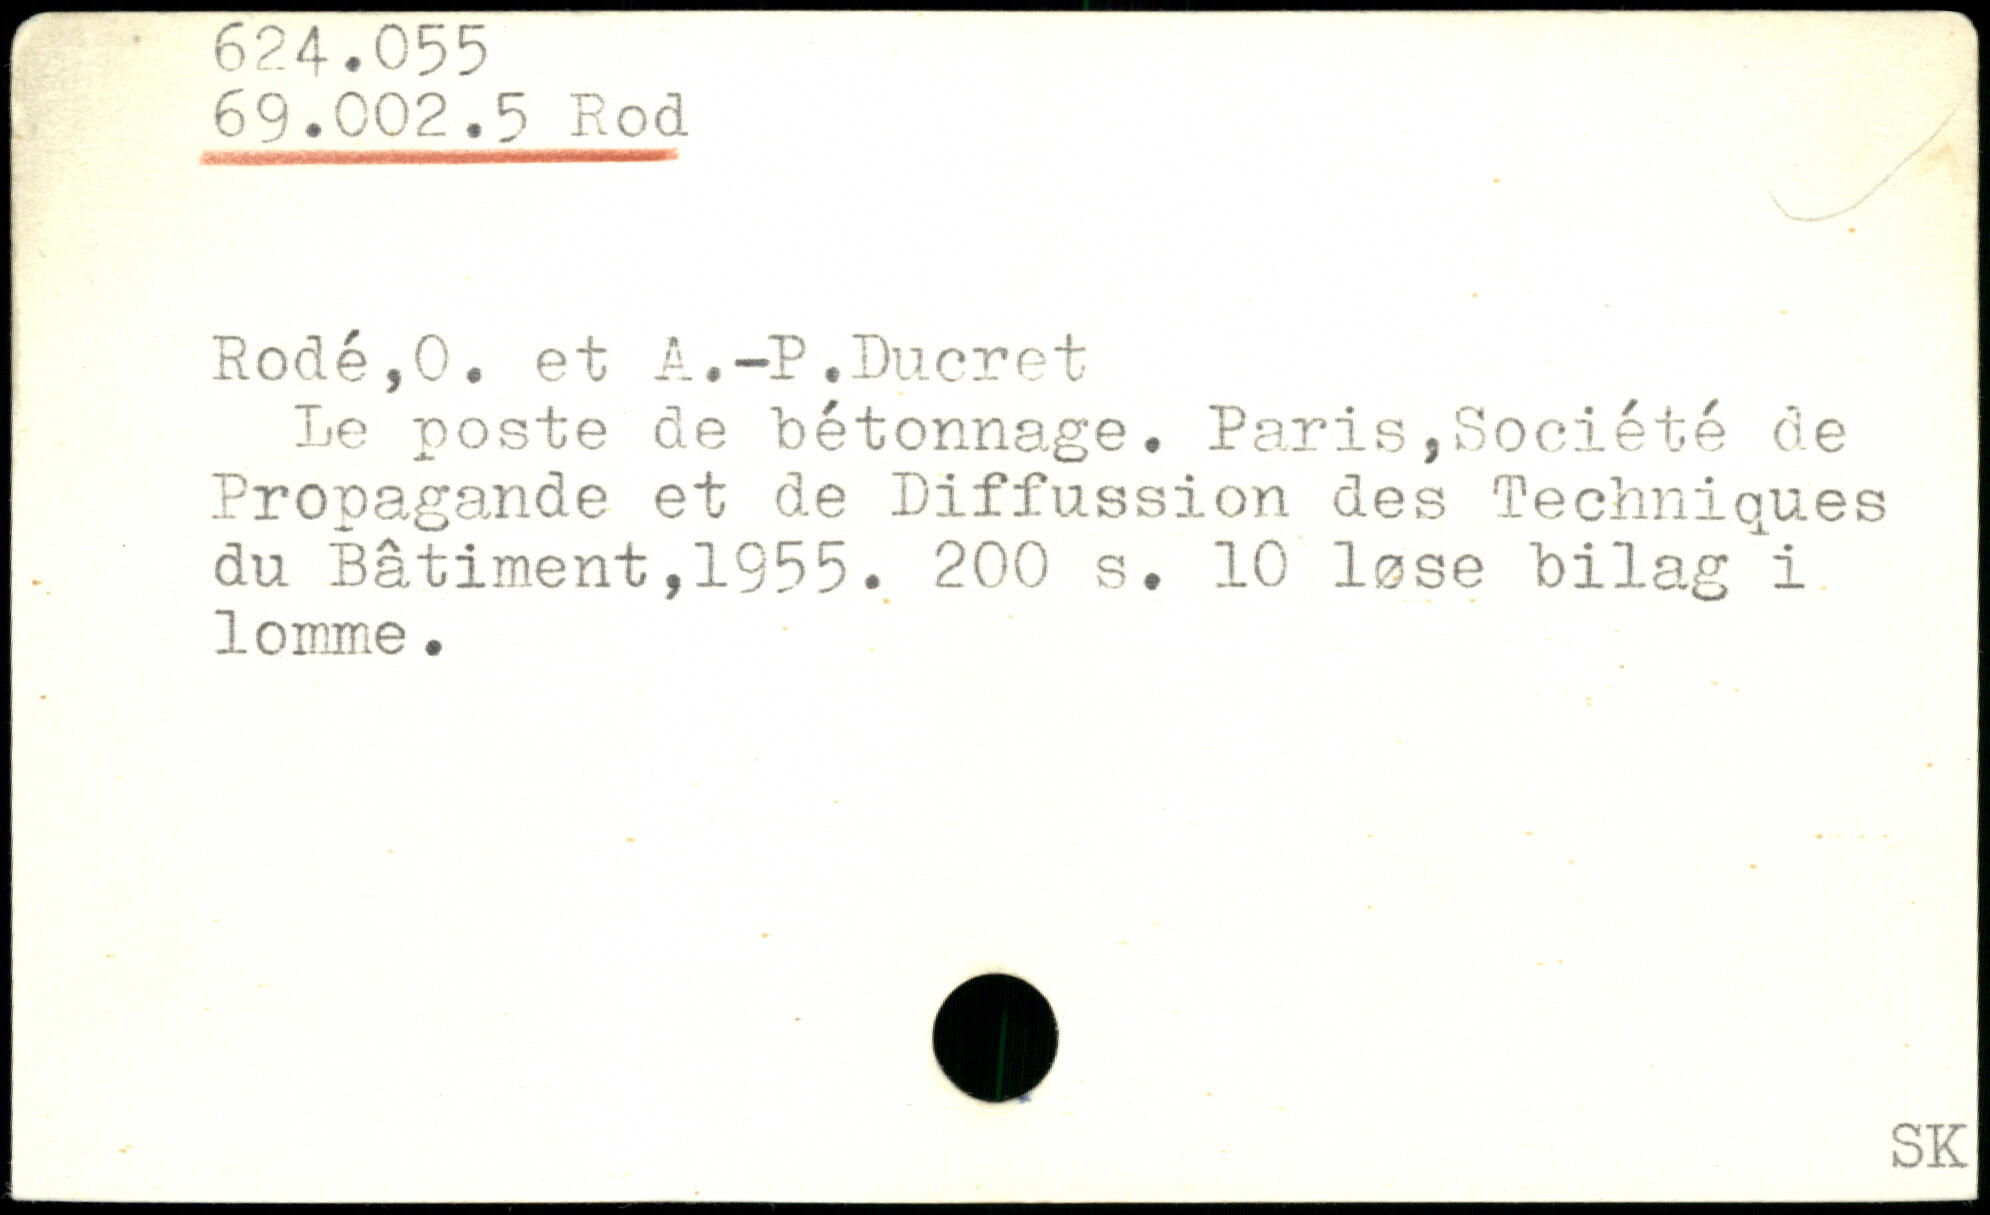 624.055
69.002.5 Rod
Rodé,O. et A.-P.Ducret
Le poste de bétonnage. Paris,Société de
Propagande et de Diffussion des Techniques
du Bâtiment,1955. 200 s. 10 løse bilag i
lomme.
SK